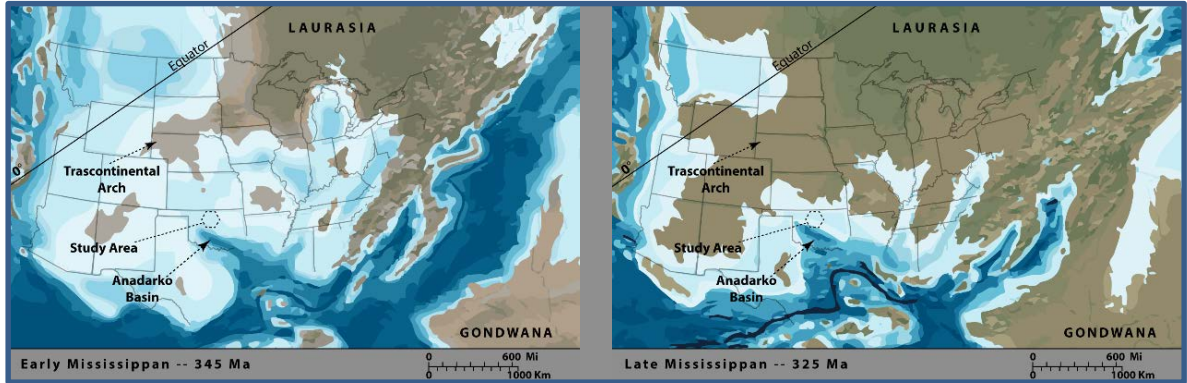 LAURASIA
Equator
0°
Trascontinental
Arch
Study Area
Anadarko
Basin
GONDWANA
Early Mississippan -- 345 Ma
0 600 Mi
0 1000 Km
LAURASIA
Equator
0°
Trascontinental
Arch
Study Area
Anadarko
Basin
GONDWANA
Late Mississippan -- 325 Ma
0 600 Mi
0 1000 Km